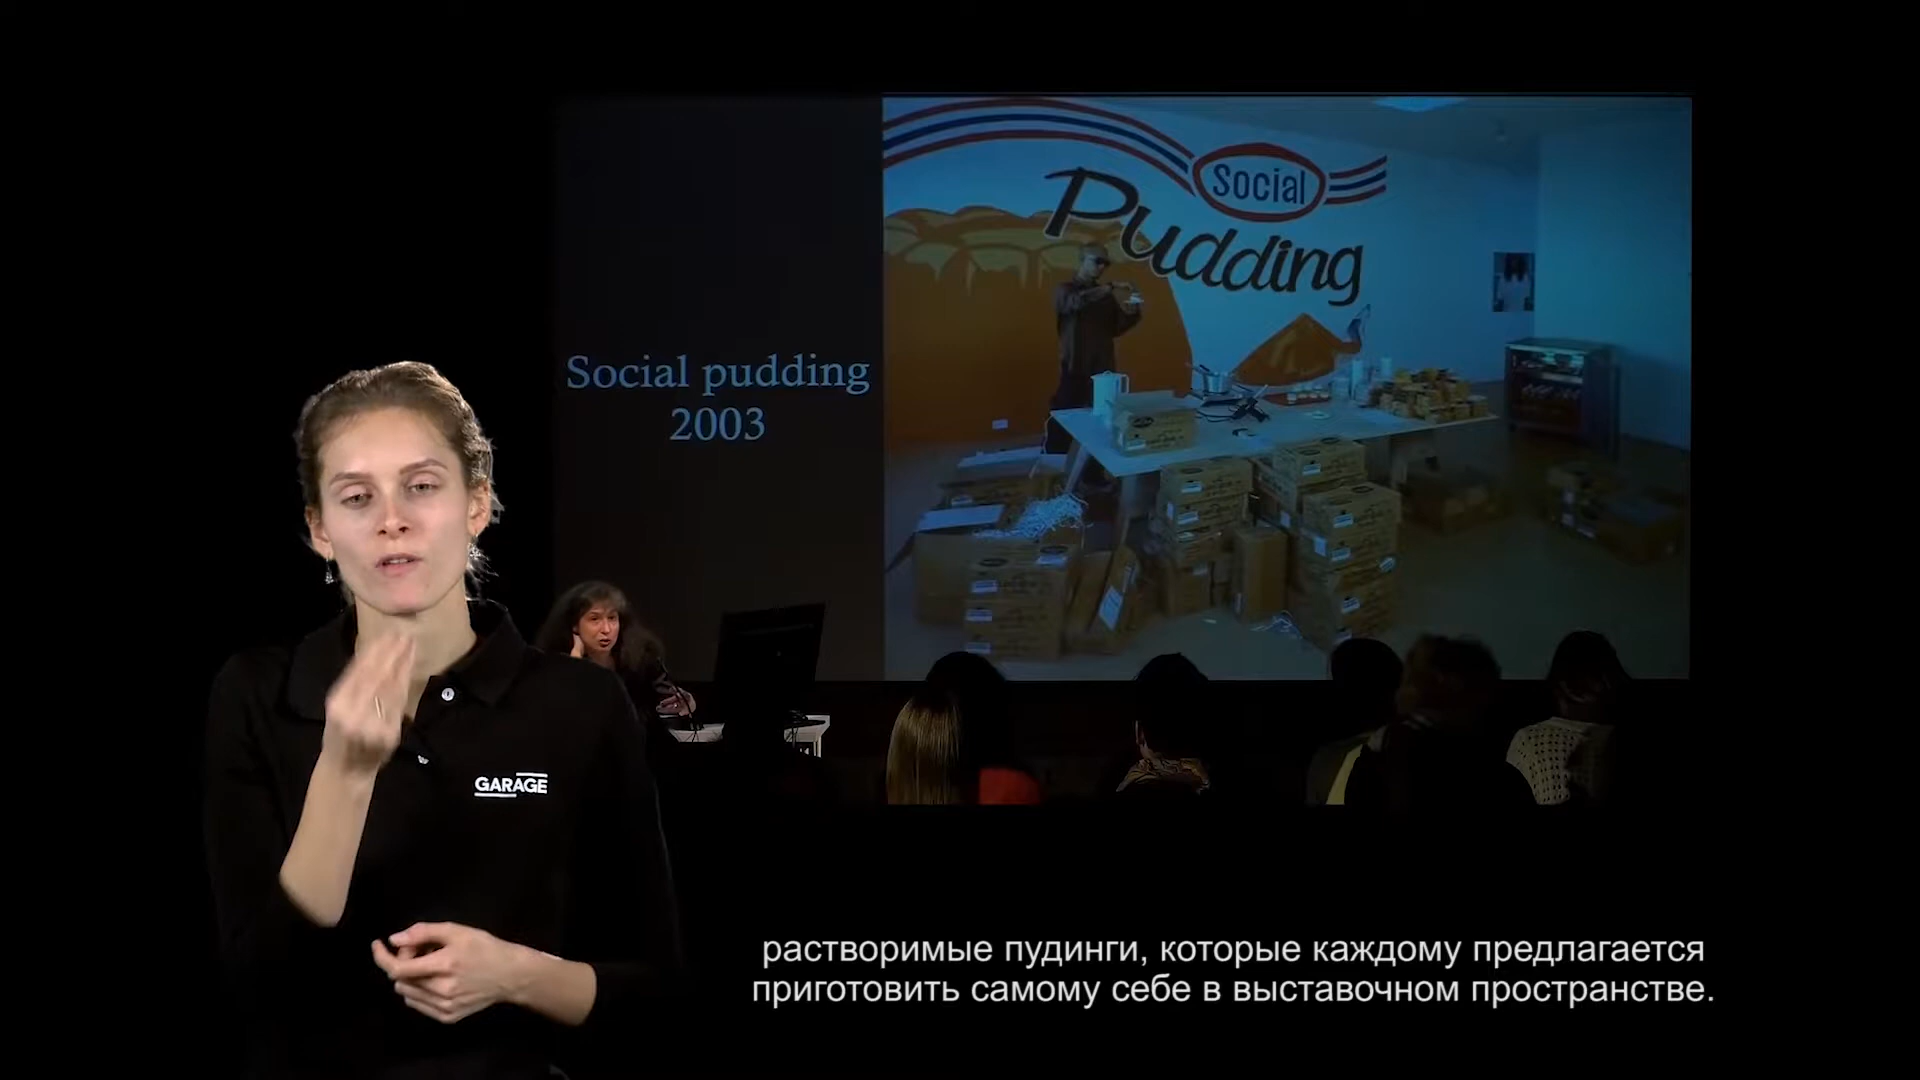 Social
Pudding
Social pudding
2003
GARAGE
растворимые пудинги, которые каждому предлагается
приготовить самому себе в выставочном пространстве.